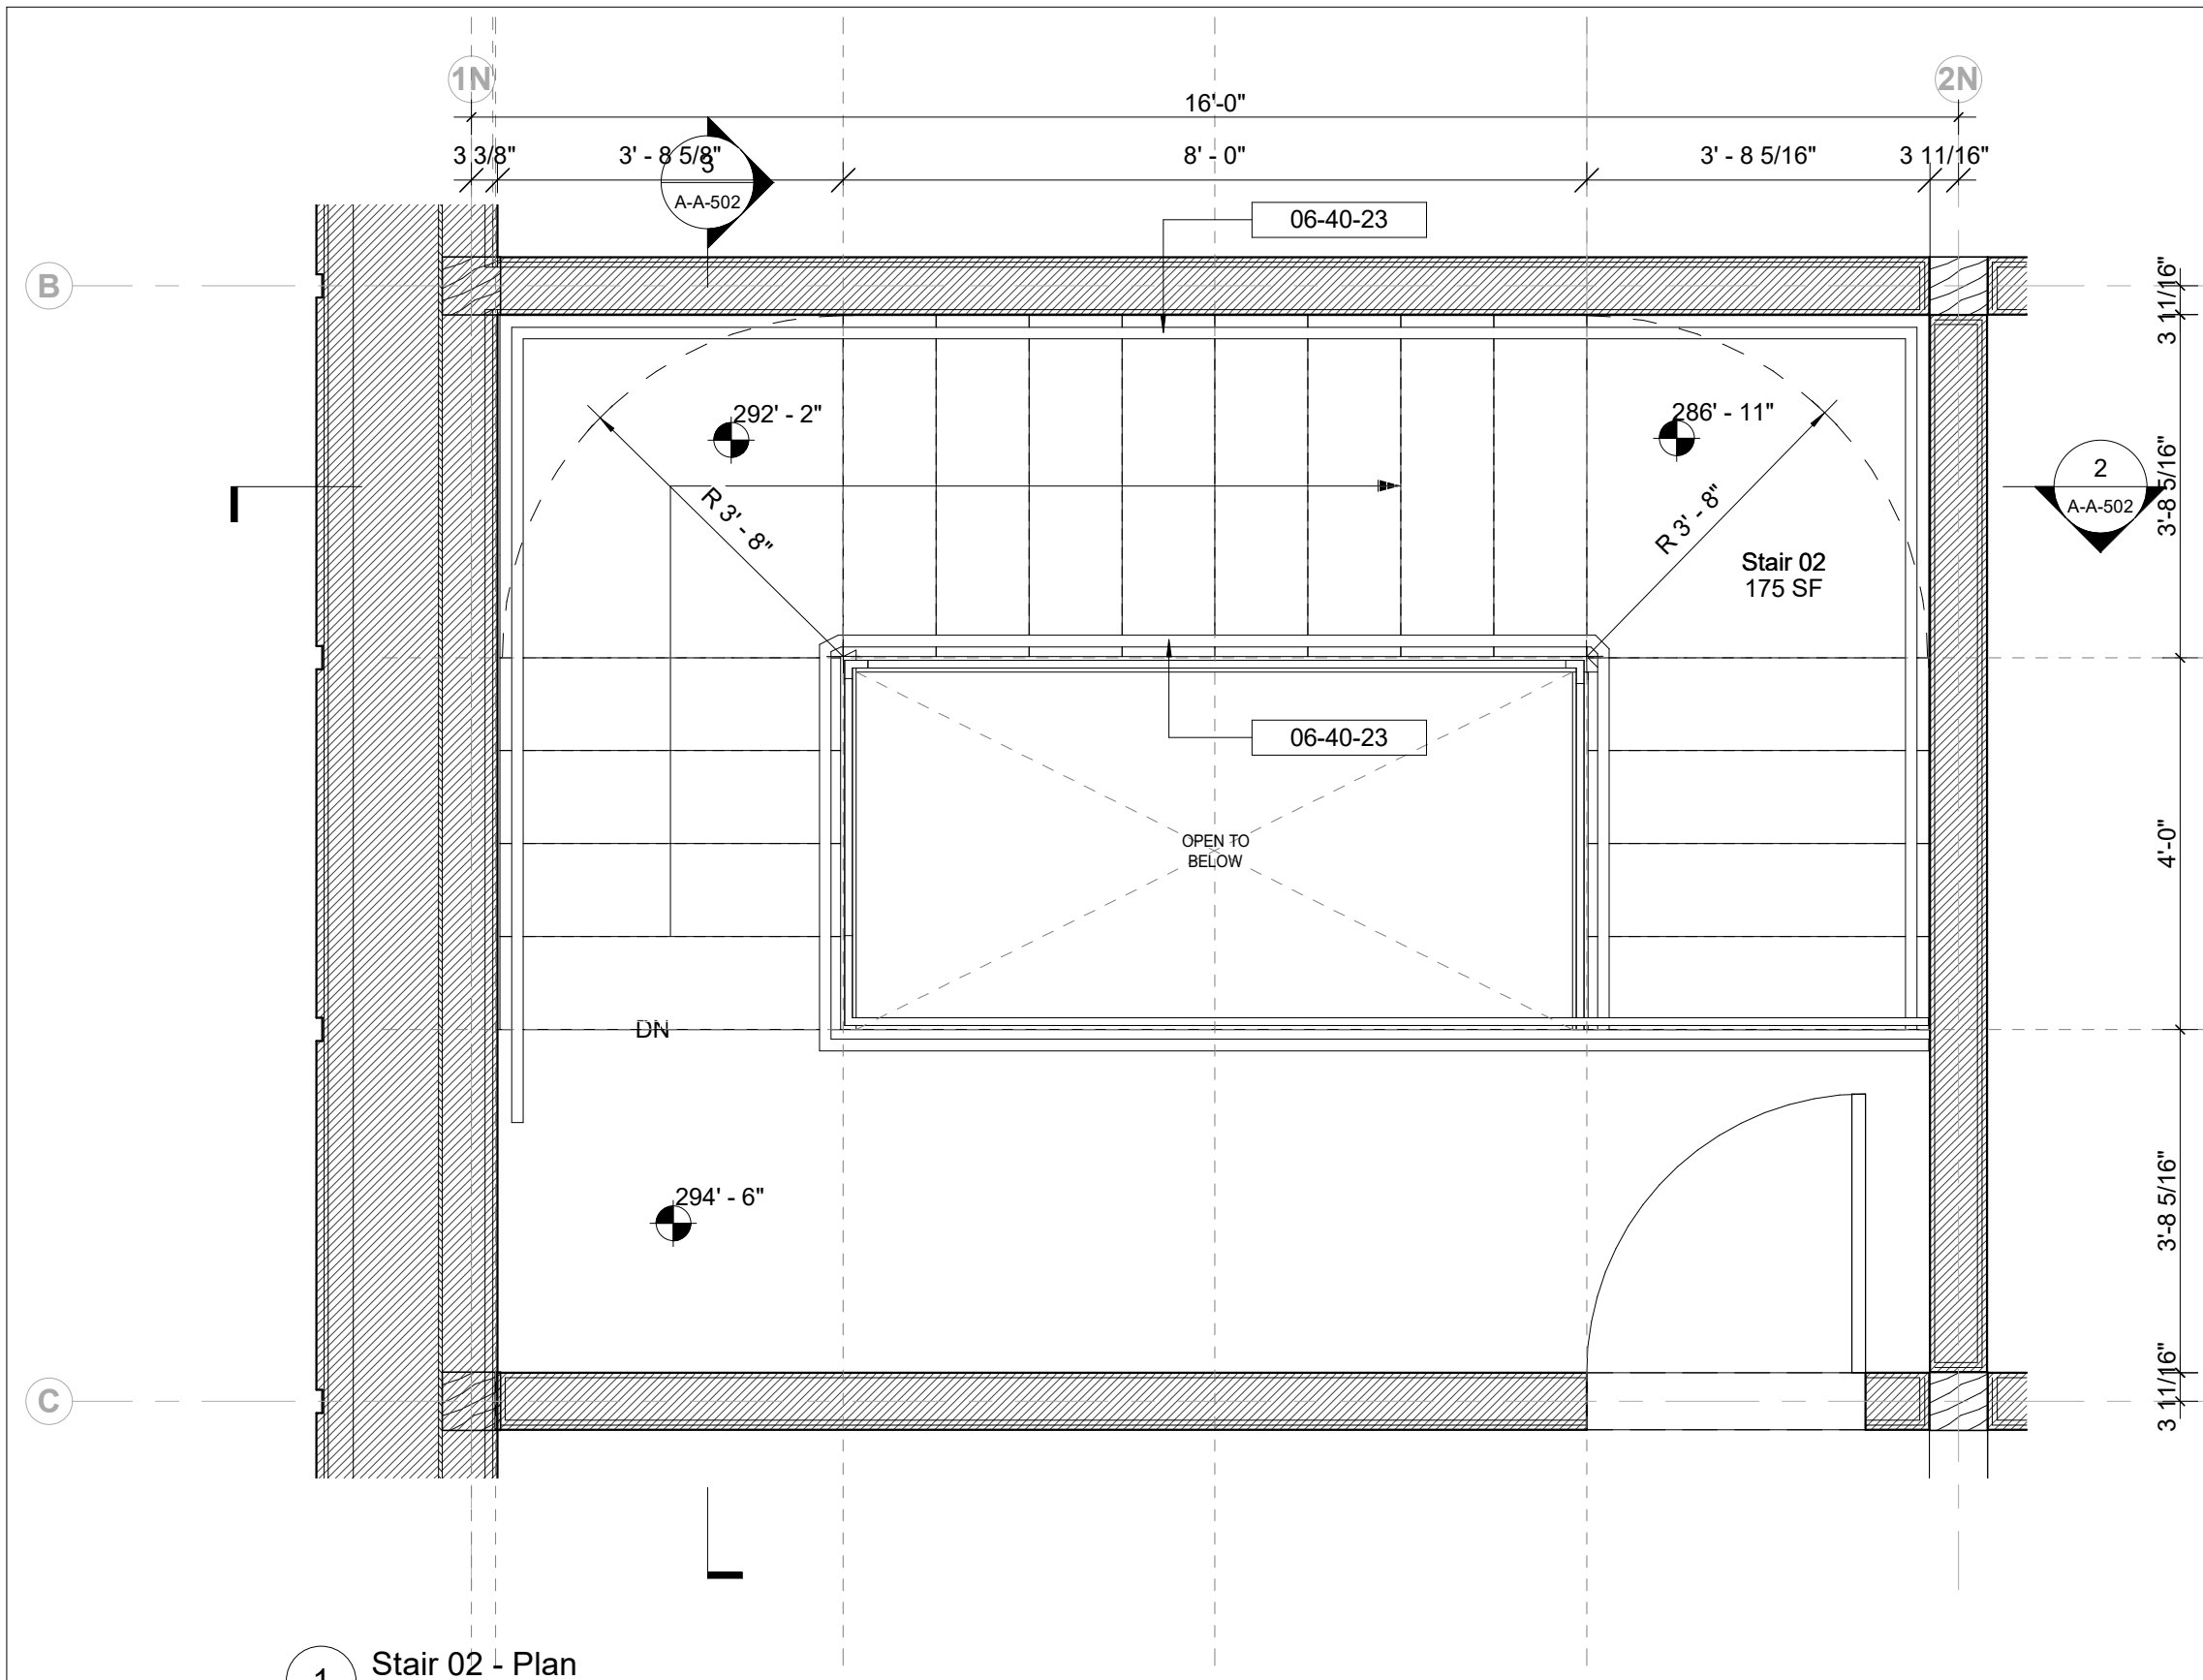 1N
2N
16'-0"
3 3/8"
3' - 8 5/8"
8' - 0"
3' - 8 5/16"
3 11/16"
3
A-A-502
06-40-23
B
3 11/16"
292' - 2"
286' - 11"
R 3' - 8"
R 3' - 8"
2
A-A-502
3'-8 5/16"
Stair 02
175 SF
06-40-23
OPEN TO
BELOW
4'-0"
DN
294' - 6"
3'-8 5/16"
C
3 11/16"
1
Stair 02 - Plan